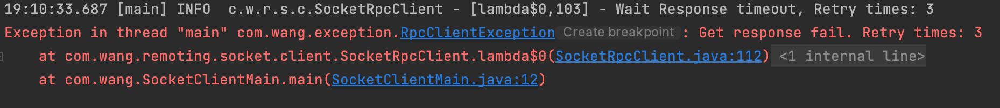 19:10:33.687 [main] INFO  c.w.r.s.c.SocketRpcClient - [lambda$0,103] - Wait Response timeout, Retry times: 3
Exception in thread "main" com.wang.exception.RpcClientException Create breakpoint : Get response fail. Retry times: 3
    at com.wang.remoting.socket.client.SocketRpcClient.lambda$0(SocketRpcClient.java:112) <1 internal line>
    at com.wang.SocketClientMain.main(SocketClientMain.java:12)